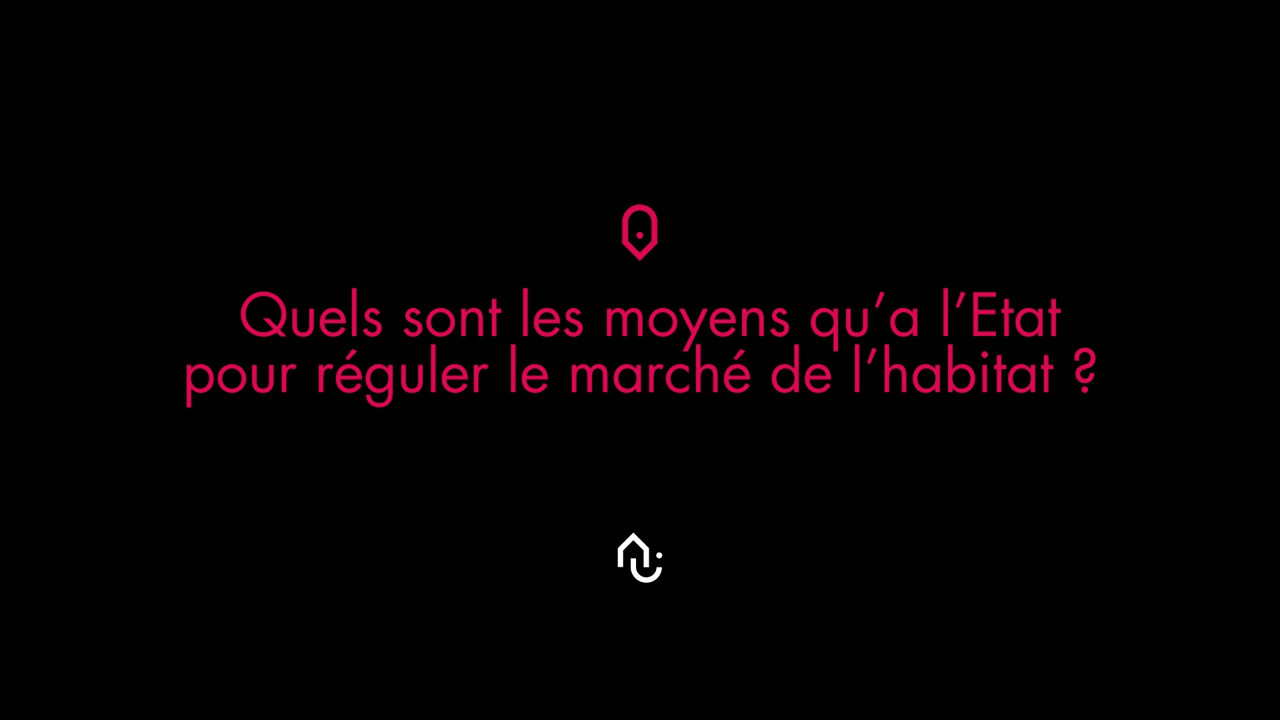 Quels sont les moyens qu’a l’Etat
pour réguler le marché de l’habitat ?